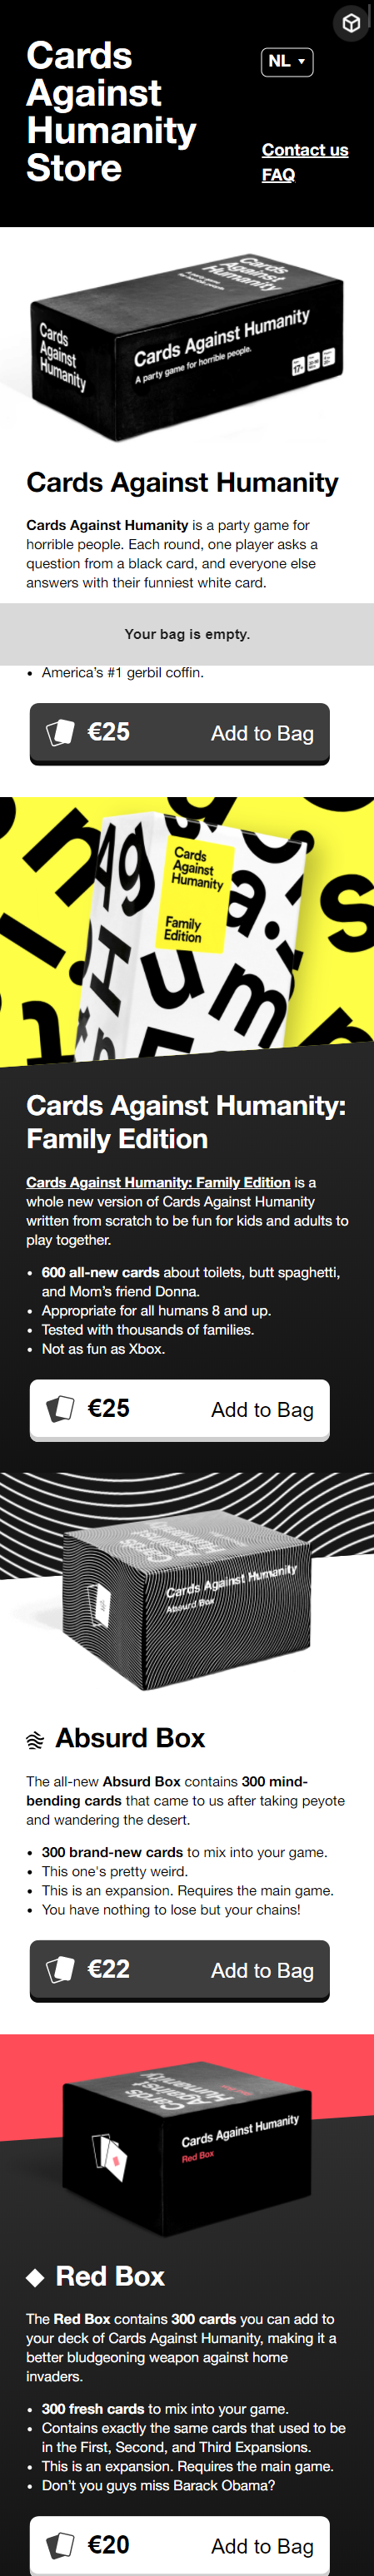 Cards
Against
Humanity
Store
NL
Contact us
FAQ
Cards
Against
Humanity
Cards
Against
Humanity
Cards Against Humanity
A party game for horrible people.
17+
Cards Against Humanity
Cards Against Humanity is a party game for
horrible people. Each round, one player asks a
question from a black card, and everyone else
answers with their funniest white card.
Your bag is empty.
• America's #1 gerbil coffin.
€25 Add to Bag
Cards
Against
Humanity
Family
Edition
Cards Against Humanity:
Family Edition
Cards Against Humanity: Family Edition is a
whole new version of Cards Against Humanity
written from scratch to be fun for kids and adults to
play together.
• 600 all-new cards about toilets, butt spaghetti,
and Mom's friend Donna.
• Appropriate for all humans 8 and up.
• Tested with thousands of families.
• Not as fun as Xbox.
€25 Add to Bag
Cards
Against
Humanity
Cards Against Humanity
Absurd Box
Absurd Box
The all-new Absurd Box contains 300 mind-
bending cards that came to us after taking peyote
and wandering the desert.
• 300 brand-new cards to mix into your game.
• This one's pretty weird.
• This is an expansion. Requires the main game.
• You have nothing to lose but your chains!
€22 Add to Bag
Cards
Against
Humanity
Red Box
Cards Against Humanity
Red Box
Red Box
The Red Box contains 300 cards you can add to
your deck of Cards Against Humanity, making it a
better bludgeoning weapon against home
invaders.
• 300 fresh cards to mix into your game.
• Contains exactly the same cards that used to be
in the First, Second, and Third Expansions.
• This is an expansion. Requires the main game.
• Don't you guys miss Barack Obama?
€20 Add to Bag